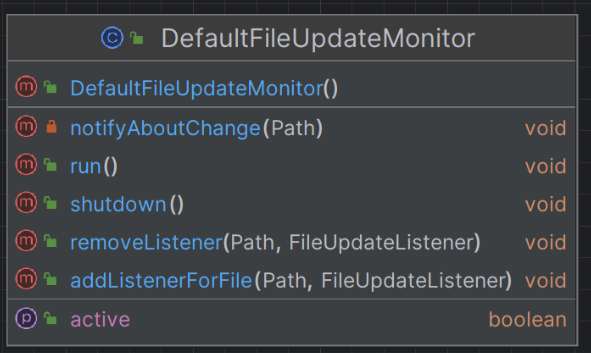 C DefaultFileUpdateMonitor
m DefaultFileUpdateMonitor()
m notifyAboutChange(Path) void
m run() void
m shutdown() void
m removeListener(Path, FileUpdateListener) void
m addListenerForFile(Path, FileUpdateListener) void
p active boolean